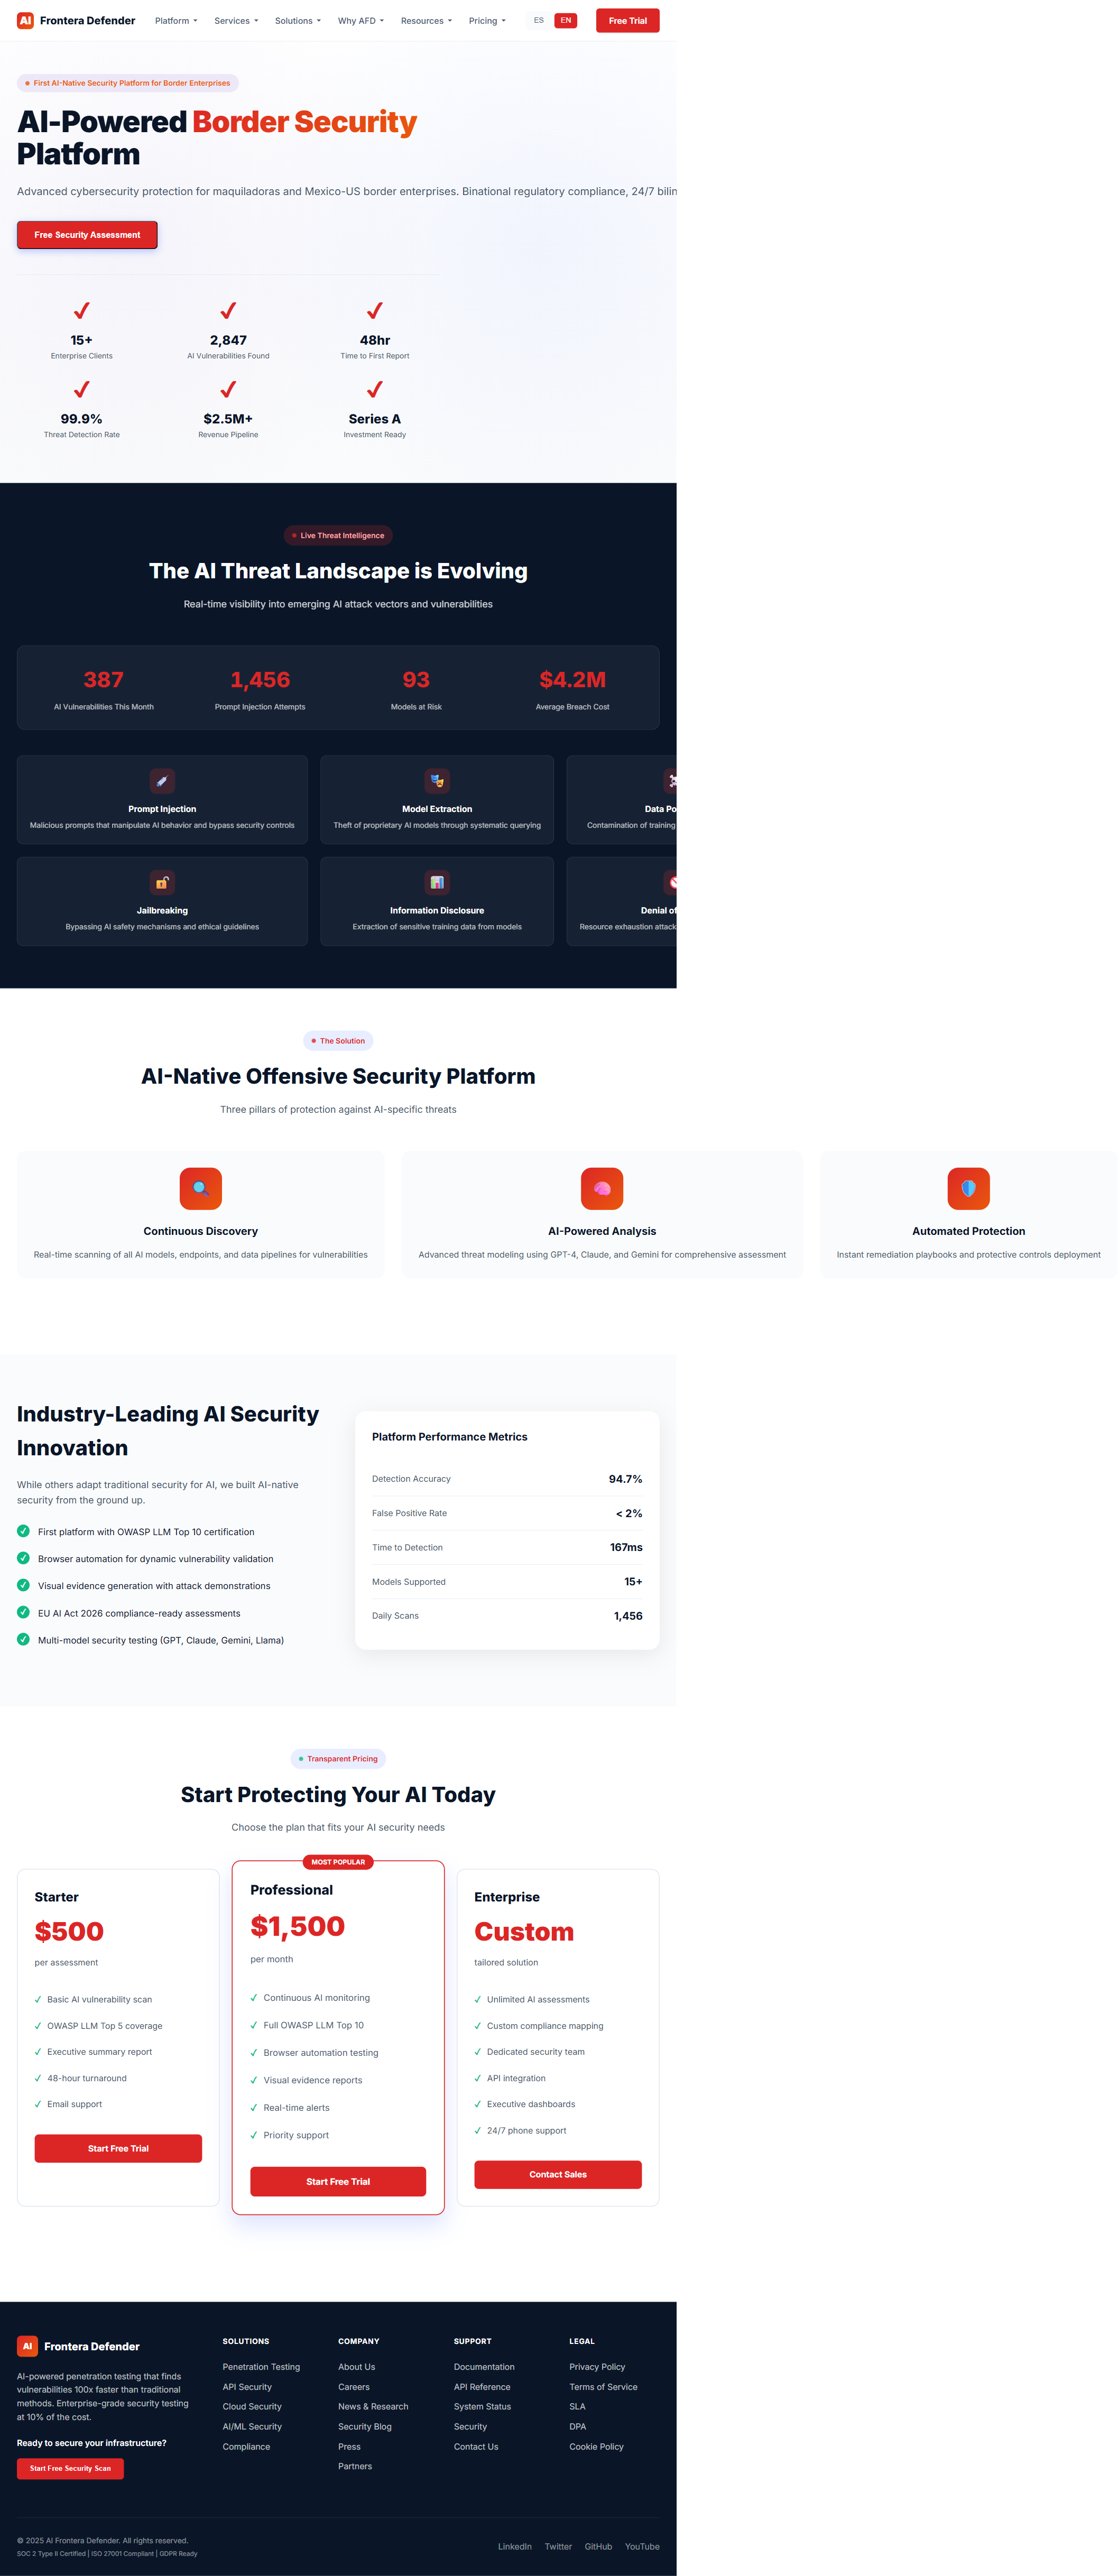 AI Frontera Defender
Platform
Services
Solutions
Why AFD
Resources
Pricing
ES
EN
Free Trial
First AI-Native Security Platform for Border Enterprises
AI-Powered Border Security
Platform
Advanced cybersecurity protection for maquiladoras and Mexico-US border enterprises. Binational regulatory compliance, 24/7 bilin
Free Security Assessment
15+
Enterprise Clients
2,847
AI Vulnerabilities Found
48hr
Time to First Report
99.9%
Threat Detection Rate
$2.5M+
Revenue Pipeline
Series A
Investment Ready
Live Threat Intelligence
The AI Threat Landscape is Evolving
Real-time visibility into emerging AI attack vectors and vulnerabilities
387
AI Vulnerabilities This Month
1,456
Prompt Injection Attempts
93
Models at Risk
$4.2M
Average Breach Cost
Prompt Injection
Malicious prompts that manipulate AI behavior and bypass security controls
Model Extraction
Theft of proprietary AI models through systematic querying
Data Po
Contamination of training
Jailbreaking
Bypassing AI safety mechanisms and ethical guidelines
Information Disclosure
Extraction of sensitive training data from models
Denial of
Resource exhaustion attack
The Solution
AI-Native Offensive Security Platform
Three pillars of protection against AI-specific threats
Continuous Discovery
Real-time scanning of all AI models, endpoints, and data pipelines for vulnerabilities
AI-Powered Analysis
Advanced threat modeling using GPT-4, Claude, and Gemini for comprehensive assessment
Automated Protection
Instant remediation playbooks and protective controls deployment
Industry-Leading AI Security
Innovation
While others adapt traditional security for AI, we built AI-native
security from the ground up.
First platform with OWASP LLM Top 10 certification
Browser automation for dynamic vulnerability validation
Visual evidence generation with attack demonstrations
EU AI Act 2026 compliance-ready assessments
Multi-model security testing (GPT, Claude, Gemini, Llama)
Platform Performance Metrics
Detection Accuracy 94.7%
False Positive Rate < 2%
Time to Detection 167ms
Models Supported 15+
Daily Scans 1,456
Transparent Pricing
Start Protecting Your AI Today
Choose the plan that fits your AI security needs
Starter
$500
per assessment
✓ Basic AI vulnerability scan
✓ OWASP LLM Top 5 coverage
✓ Executive summary report
✓ 48-hour turnaround
✓ Email support
Start Free Trial
MOST POPULAR
Professional
$1,500
per month
✓ Continuous AI monitoring
✓ Full OWASP LLM Top 10
✓ Browser automation testing
✓ Visual evidence reports
✓ Real-time alerts
✓ Priority support
Start Free Trial
Enterprise
Custom
tailored solution
✓ Unlimited AI assessments
✓ Custom compliance mapping
✓ Dedicated security team
✓ API integration
✓ Executive dashboards
✓ 24/7 phone support
Contact Sales
AI Frontera Defender
AI-powered penetration testing that finds
vulnerabilities 100x faster than traditional
methods. Enterprise-grade security testing
at 10% of the cost.
Ready to secure your infrastructure?
Start Free Security Scan
SOLUTIONS
Penetration Testing
API Security
Cloud Security
AI/ML Security
Compliance
COMPANY
About Us
Careers
News & Research
Security Blog
Press
Partners
SUPPORT
Documentation
API Reference
System Status
Security
Contact Us
LEGAL
Privacy Policy
Terms of Service
SLA
DPA
Cookie Policy
© 2025 AI Frontera Defender. All rights reserved.
SOC 2 Type II Certified | ISO 27001 Compliant | GDPR Ready
LinkedIn
Twitter
GitHub
YouTube